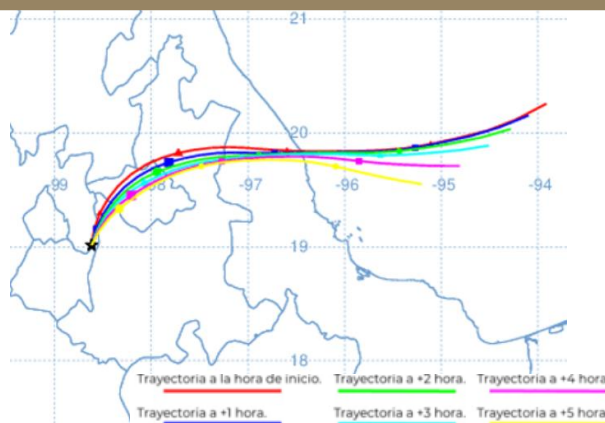 21
20
-99 -98 -97 -96 -95 -94
19
18
Trayectoria a la hora de inicio. Trayectoria a +2 hora. Trayectoria a +4 hora.
Trayectoria a +1 hora. Trayectoria a +3 hora. Trayectoria a +5 hora